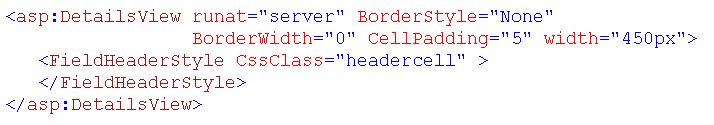 <asp:DetailsView runat="server" BorderStyle="None"
                 BorderWidth="0" CellPadding="5" width="450px">
   <FieldHeaderStyle CssClass="headercell" >
   </FieldHeaderStyle>
</asp:DetailsView>